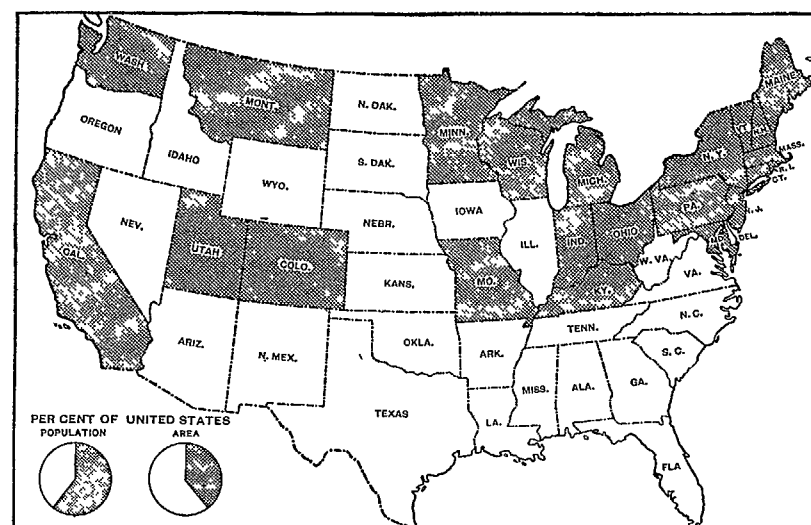 WASH.
MONT.
N. DAK.
MINN.
MAINE
OREGON
IDAHO
S. DAK.
WIS.
MICH.
N. Y.
VT.
N.H.
MASS.
R. I.
CT.
WYO.
NEBR.
IOWA
PA.
N. J.
NEV.
UTAH
COLO.
ILL.
IND.
OHIO
DEL.
CAL.
KANS.
MO.
KY.
W. VA.
VA.
ARIZ.
N. MEX.
OKLA.
ARK.
TENN.
N. C.
S. C.
TEXAS
LA.
MISS.
ALA.
GA.
FLA
PER CENT OF UNITED STATES
POPULATION
AREA